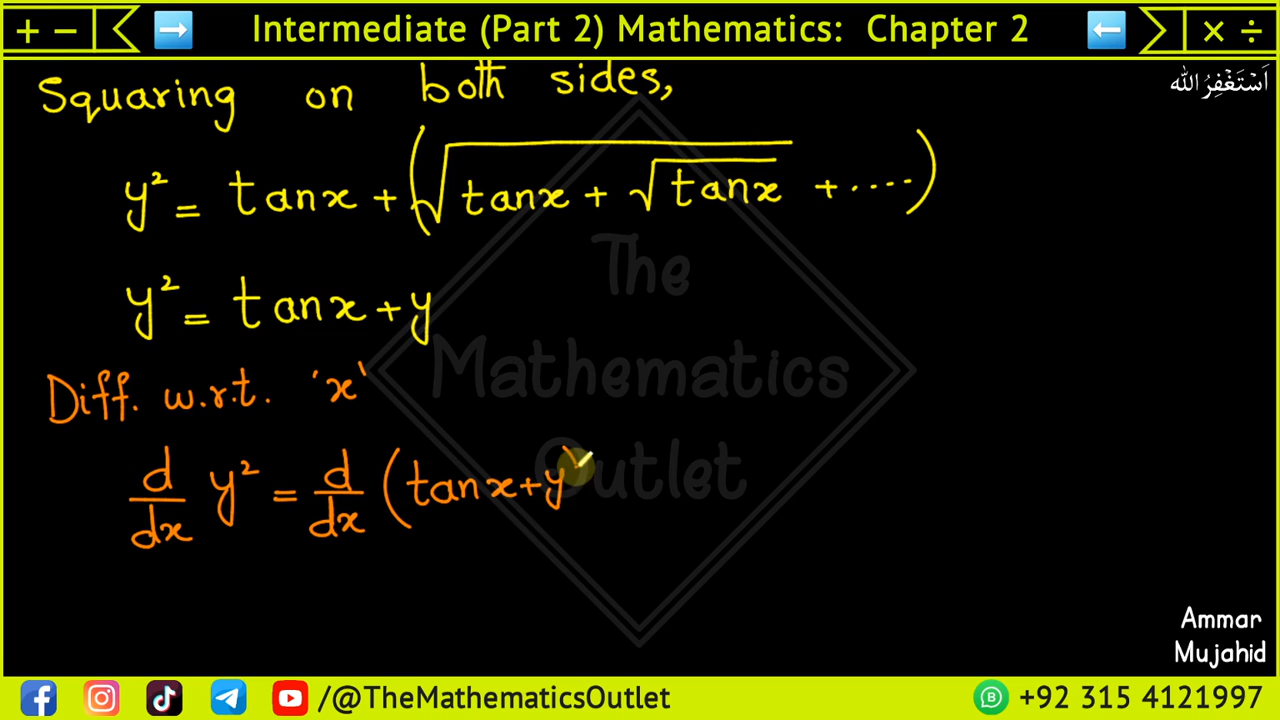 + − ➡ Intermediate (Part 2) Mathematics: Chapter 2 ⬅ × ÷
اَسْتَغْفِرُ اللّٰه
Squaring on both sides,
y² = tanx + (√(tanx + √(tanx)) + ....)
y² = tanx + y
Diff. w.r.t. 'x'
d/dx y² = d/dx (tanx+y)
The
Mathematics
Outlet
Ammar
Mujahid
/@TheMathematicsOutlet +92 315 4121997